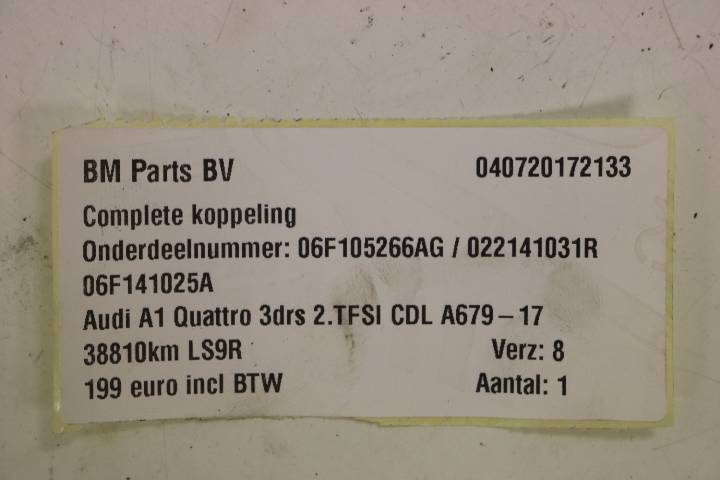 BM Parts BV 040720172133
Complete koppeling
Onderdeelnummer: 06F105266AG / 022141031R
06F141025A
Audi A1 Quattro 3drs 2.TFSI CDL A679-17
38810km LS9R Verz: 8
199 euro incl BTW Aantal: 1